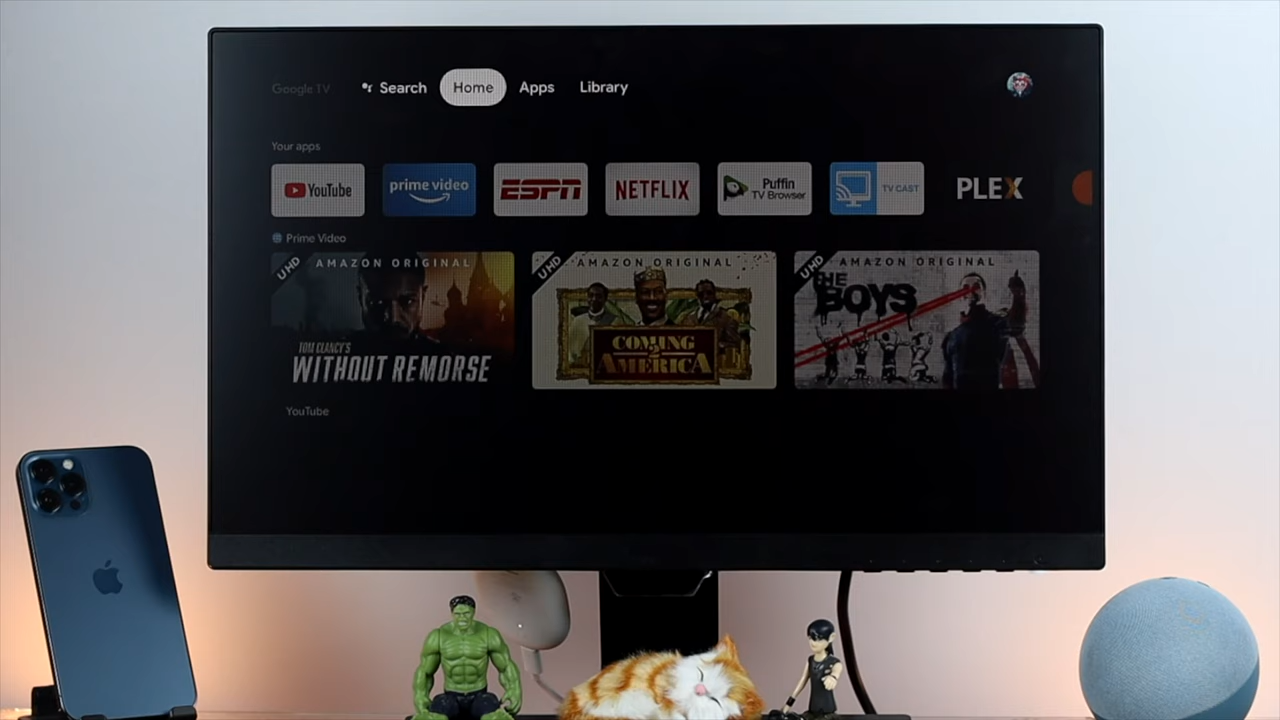 Google TV Search Home Apps Library
Your apps
YouTube prime video ESPN NETFLIX Puffin TV Browser TV CAST PLEX
Prime Video
UHD AMAZON ORIGINAL
TOM CLANCY'S
WITHOUT REMORSE
UHD AMAZON ORIGINAL
COMING
2
AMERICA
UHD AMAZON ORIGINAL
THE
BOYS
YouTube